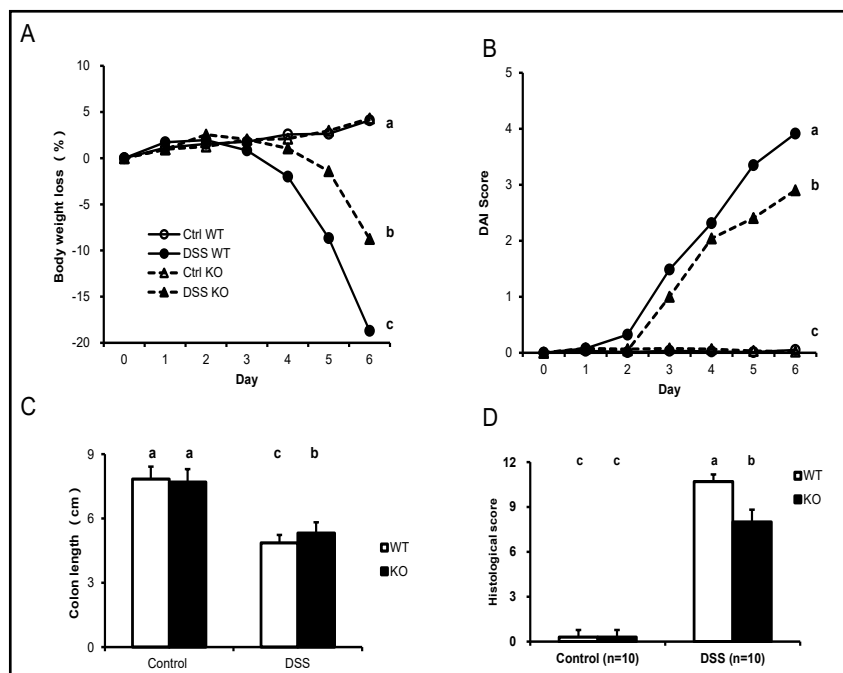 A
Body weight loss ( % )
10
5
0
-5
-10
-15
-20
0 1 2 3 4 5 6
Day
Ctrl WT
DSS WT
Ctrl KO
DSS KO
a
b
c
B
DAI Score
5
4
3
2
1
0
0 1 2 3 4 5 6
Day
a
b
c
C
Colon length ( cm )
9
6
3
0
a a c b
Control DSS
WT
KO
D
Histological score
12
9
6
3
0
c c a b
Control (n=10) DSS (n=10)
WT
KO